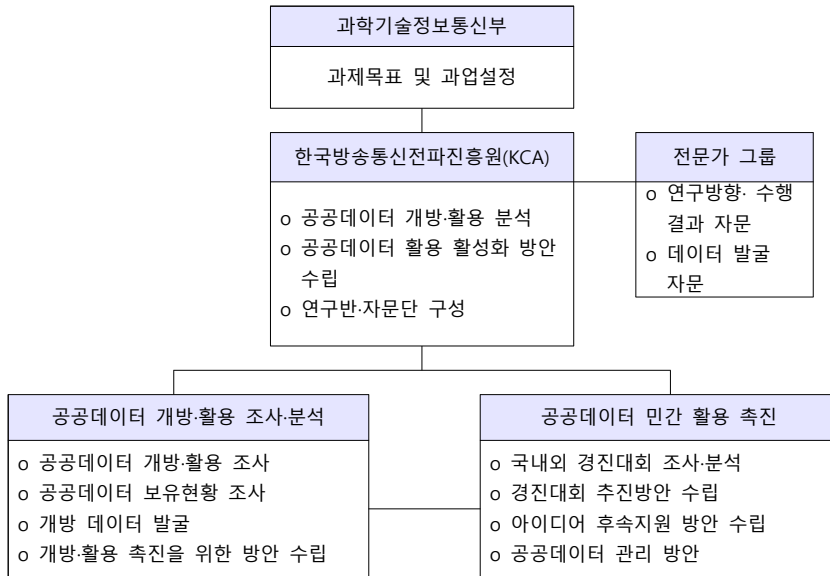 과학기술정보통신부
과제목표 및 과업설정
한국방송통신전파진흥원(KCA)
o 공공데이터 개방·활용 분석
o 공공데이터 활용 활성화 방안
수립
o 연구반·자문단 구성
전문가 그룹
o 연구방향· 수행
결과 자문
o 데이터 발굴
자문
공공데이터 개방·활용 조사·분석
o 공공데이터 개방·활용 조사
o 공공데이터 보유현황 조사
o 개방 데이터 발굴
o 개방·활용 촉진을 위한 방안 수립
공공데이터 민간 활용 촉진
o 국내외 경진대회 조사·분석
o 경진대회 추진방안 수립
o 아이디어 후속지원 방안 수립
o 공공데이터 관리 방안